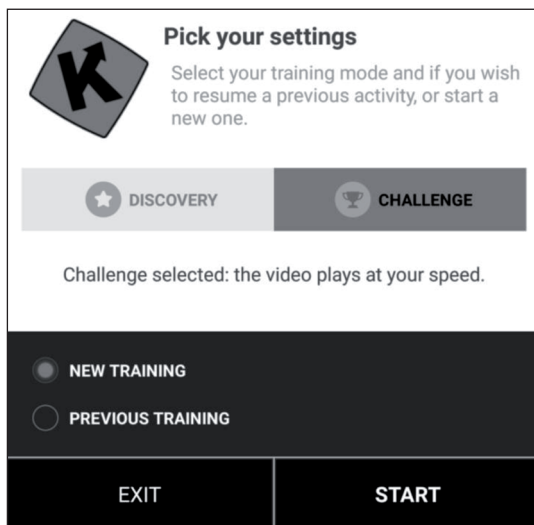 Pick your settings
Select your training mode and if you wish
to resume a previous activity, or start a
new one.
DISCOVERY
CHALLENGE
Challenge selected: the video plays at your speed.
NEW TRAINING
PREVIOUS TRAINING
EXIT
START